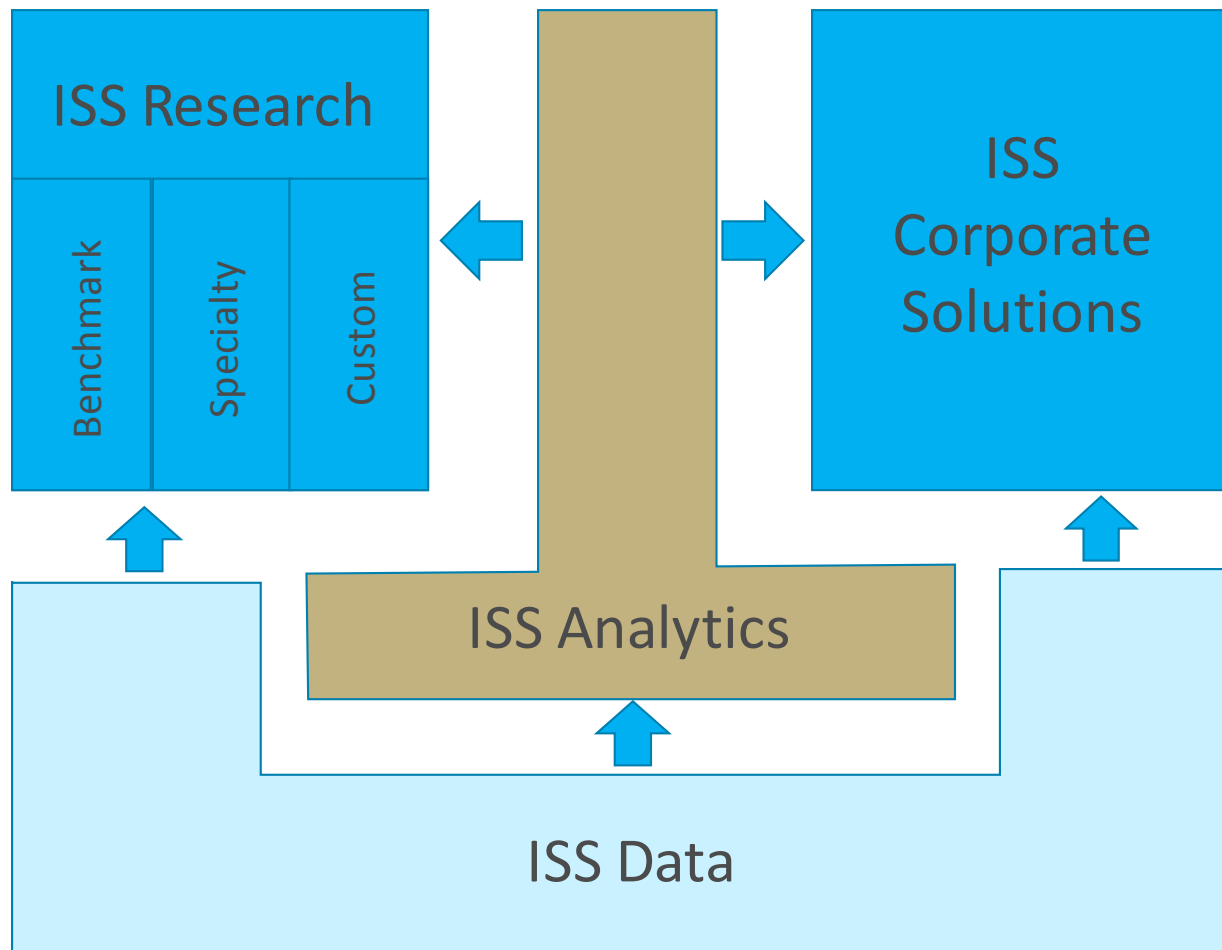 ISS Research
Benchmark
Specialty
Custom
ISS
Corporate
Solutions
ISS Analytics
ISS Data